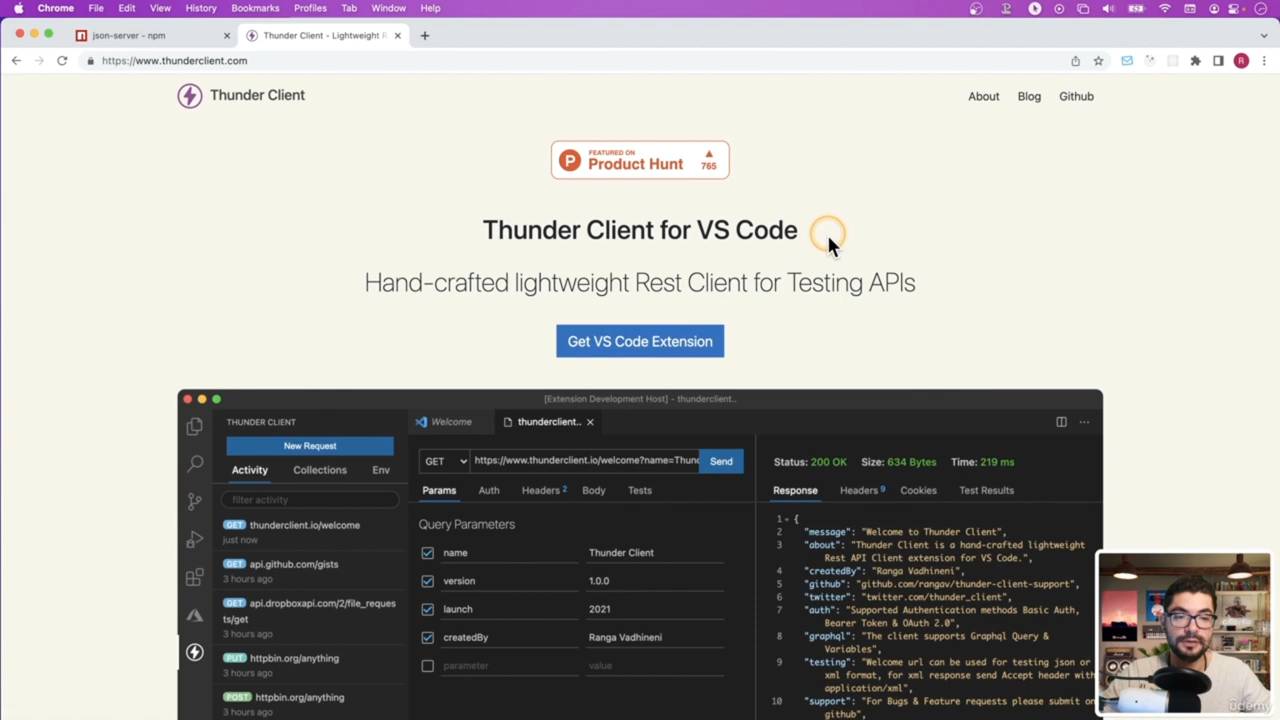 Chrome File Edit View History Bookmarks Profiles Tab Window Help
json-server - npm
Thunder Client - Lightweight R
https://www.thunderclient.com
R
Thunder Client
About Blog Github
P
FEATURED ON
Product Hunt
765
Thunder Client for VS Code
Hand-crafted lightweight Rest Client for Testing APIs
Get VS Code Extension
[Extension Development Host] - thunderclient..
THUNDER CLIENT
New Request
Activity Collections Env
filter activity
GET thunderclient.io/welcome
just now
GET api.github.com/gists
3 hours ago
GET api.dropboxapi.com/2/file_reques
ts/get
3 hours ago
PUT httpbin.org/anything
3 hours ago
POST httpbin.org/anything
3 hours ago
Welcome
thunderclient..
GET
https://www.thunderclient.io/welcome?name=Thunc
Send
Params Auth Headers 2 Body Tests
Query Parameters
name Thunder Client
version 1.0.0
launch 2021
createdBy Ranga Vadhineni
parameter value
Status: 200 OK Size: 634 Bytes Time: 219 ms
Response Headers 9 Cookies Test Results
1 {
2 "message": "Welcome to Thunder Client",
3 "about": "Thunder Client is a hand-crafted lightweight
Rest API Client extension for VS Code.",
4 "createdBy": "Ranga Vadhineni",
5 "github": "github.com/rangav/thunder-client-support",
6 "twitter": "twitter.com/thunder_client",
7 "auth": "Supported Authentication methods Basic Auth,
Bearer Token & OAuth 2.0",
8 "graphql": "The client supports Graphql Query &
Variables",
9 "testing": "Welcome url can be used for testing json or
xml format, for xml response send Accept header with
application/xml",
10 "support": "For Bugs & Feature requests please submit on
github",
ûdemy